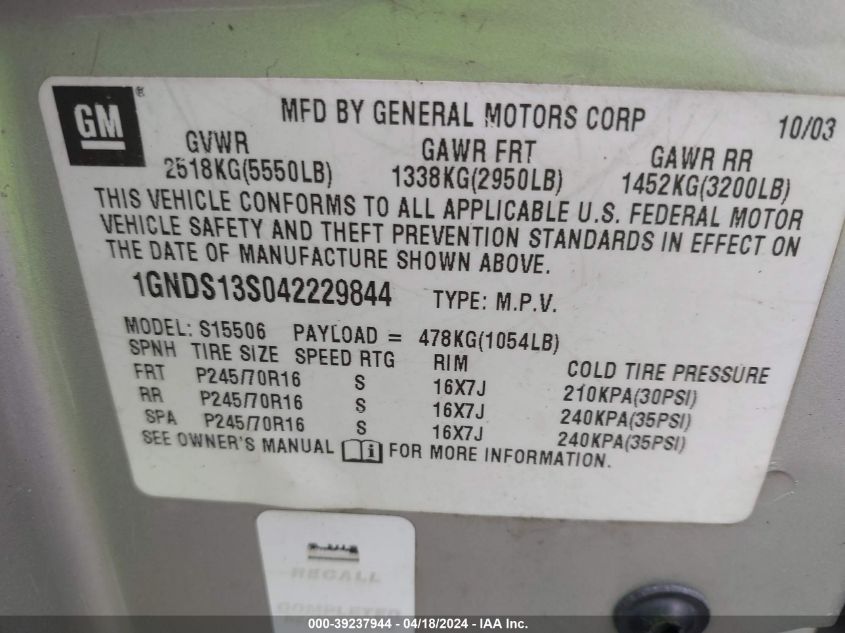 GM®
MFD BY GENERAL MOTORS CORP 10/03
GVWR GAWR FRT GAWR RR
2518KG(5550LB) 1338KG(2950LB) 1452KG(3200LB)
THIS VEHICLE CONFORMS TO ALL APPLICABLE U.S. FEDERAL MOTOR
VEHICLE SAFETY AND THEFT PREVENTION STANDARDS IN EFFECT ON
THE DATE OF MANUFACTURE SHOWN ABOVE.
1GNDS13S042229844 TYPE: M.P.V.
MODEL: S15506 PAYLOAD = 478KG(1054LB)
SPNH TIRE SIZE SPEED RTG RIM COLD TIRE PRESSURE
FRT P245/70R16 S 16X7J 210KPA(30PSI)
RR P245/70R16 S 16X7J 240KPA(35PSI)
SPA P245/70R16 S 16X7J 240KPA(35PSI)
SEE OWNER'S MANUAL i FOR MORE INFORMATION.
RECALL
COMPLETED
000-39237944 - 04/18/2024 - IAA Inc.